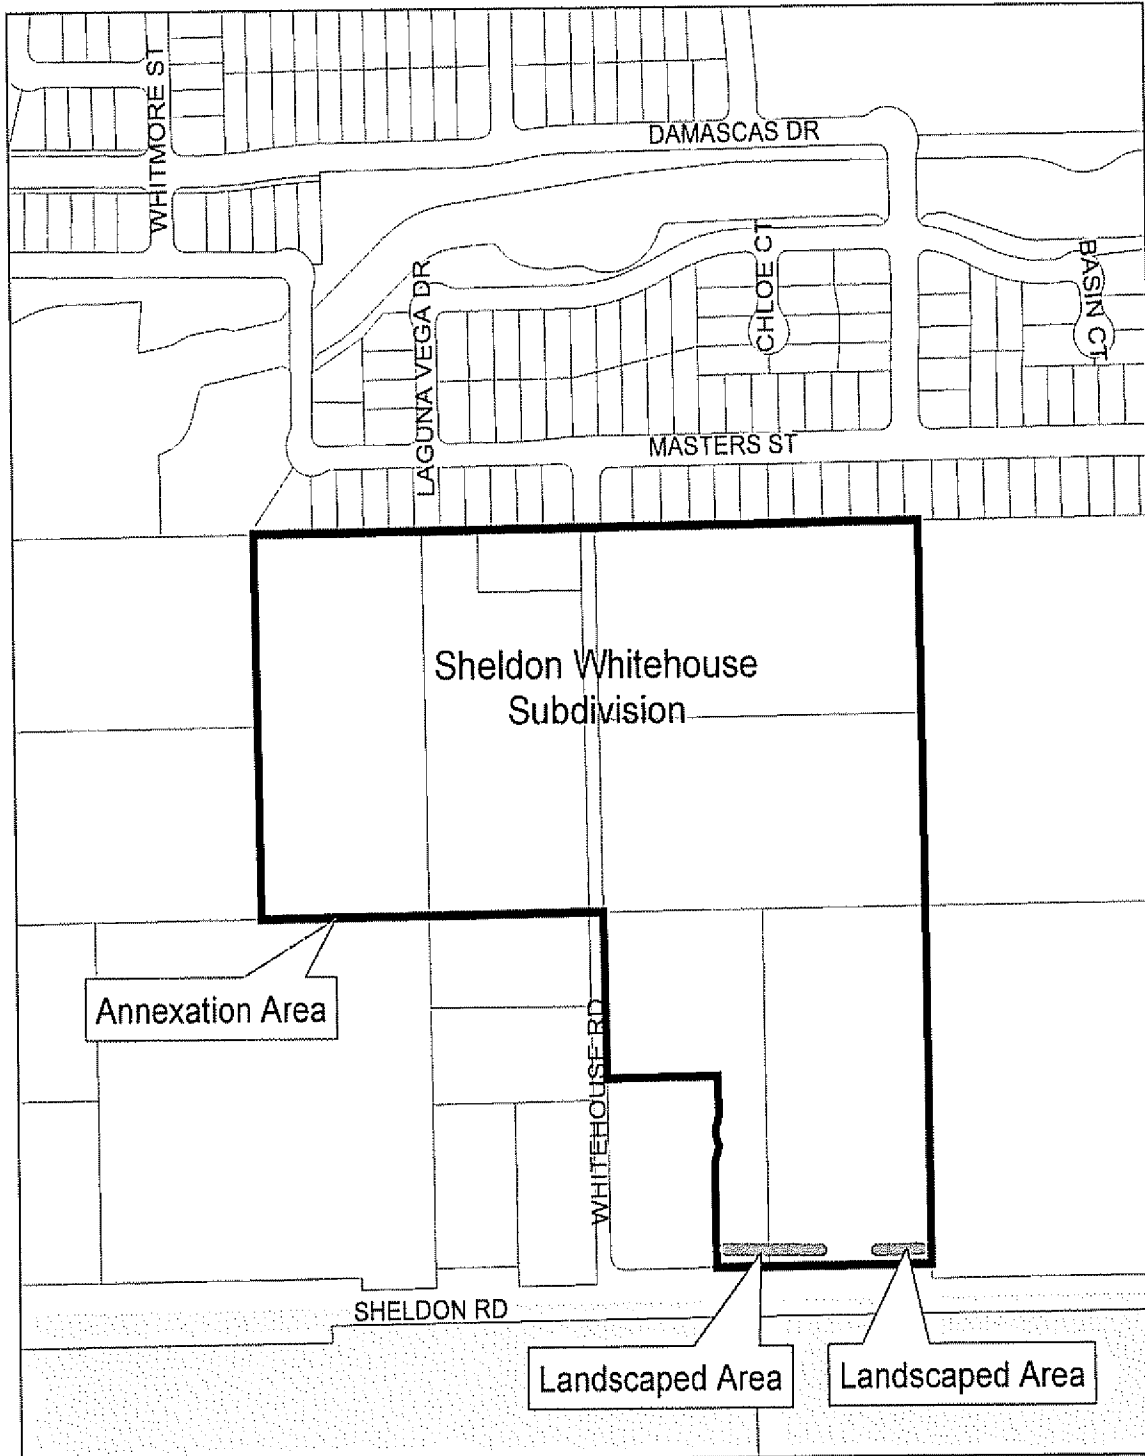 WHITMORE ST
DAMASCAS DR
LAGUNA VEGA DR
CHLOE CT
BASIN CT
MASTERS ST
Sheldon Whitehouse
Subdivision
Annexation Area
WHITEHOUSE RD
SHELDON RD
Landscaped Area
Landscaped Area